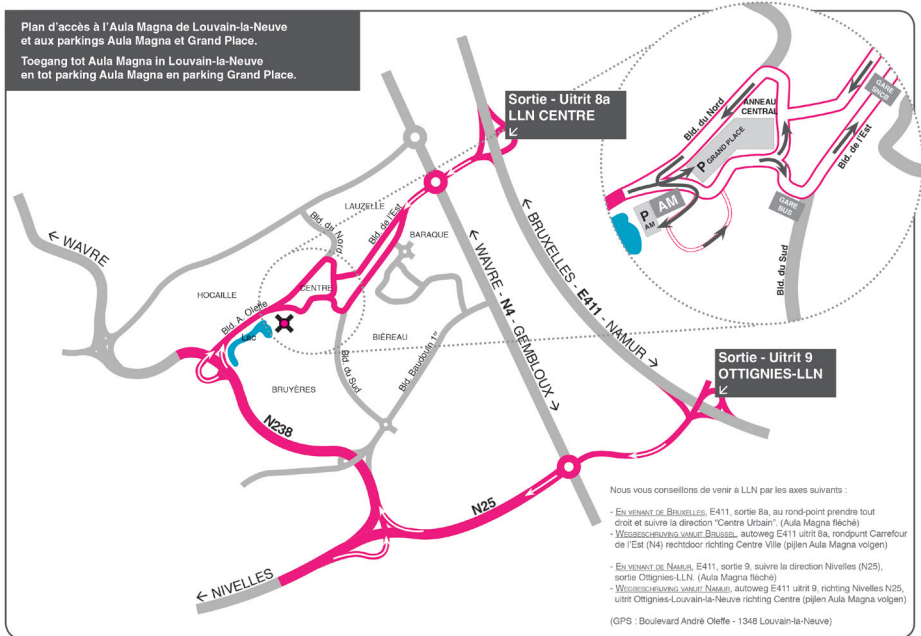 Plan d'accès à l'Aula Magna de Louvain-la-Neuve
et aux parkings Aula Magna et Grand Place.
Toegang tot Aula Magna in Louvain-la-Neuve
en tot parking Aula Magna en parking Grand Place.
Sortie - Uitrit 8a
LLN CENTRE
Bld. du Nord
ANNEAU
CENTRAL
GARE
SNCB
P GRAND PLACE
Bld. de l'Est
P
AM
AM
GARE
BUS
Bld. du Sud
← WAVRE
LAUZELLE
Bld. du Nord
Bld. de l'Est
BARAQUE
HOCAILLE
CENTRE
Bld. A. Oleffe
Lac
BIÉREAU
BRUYÈRES
Bld. du Sud
Bld. Baudouin 1er
← WAVRE - N4 - GEMBLOUX →
← BRUXELLES - E411 - NAMUR →
Sortie - Uitrit 9
OTTIGNIES-LLN
N238
N25
← NIVELLES
Nous vous conseillons de venir à LLN par les axes suivants :
- En venant de Bruxelles, E411, sortie 8a, au rond-point prendre tout
droit et suivre la direction "Centre Urbain". (Aula Magna fléché)
- Wegbeschrijving vanuit Brussel, autoweg E411 uitrit 8a, rondpunt Carrefour
de l'Est (N4) rechtdoor richting Centre Ville (pijlen Aula Magna volgen)
- En venant de Namur, E411, sortie 9, suivre la direction Nivelles (N25),
sortie Ottignies-LLN. (Aula Magna fléché)
- Wegbeschrijving vanuit Namur, autoweg E411 uitrit 9, richting Nivelles N25,
uitrit Ottignies-Louvain-la-Neuve richting Centre (pijlen Aula Magna volgen)
(GPS : Boulevard André Oleffe - 1348 Louvain-la-Neuve)